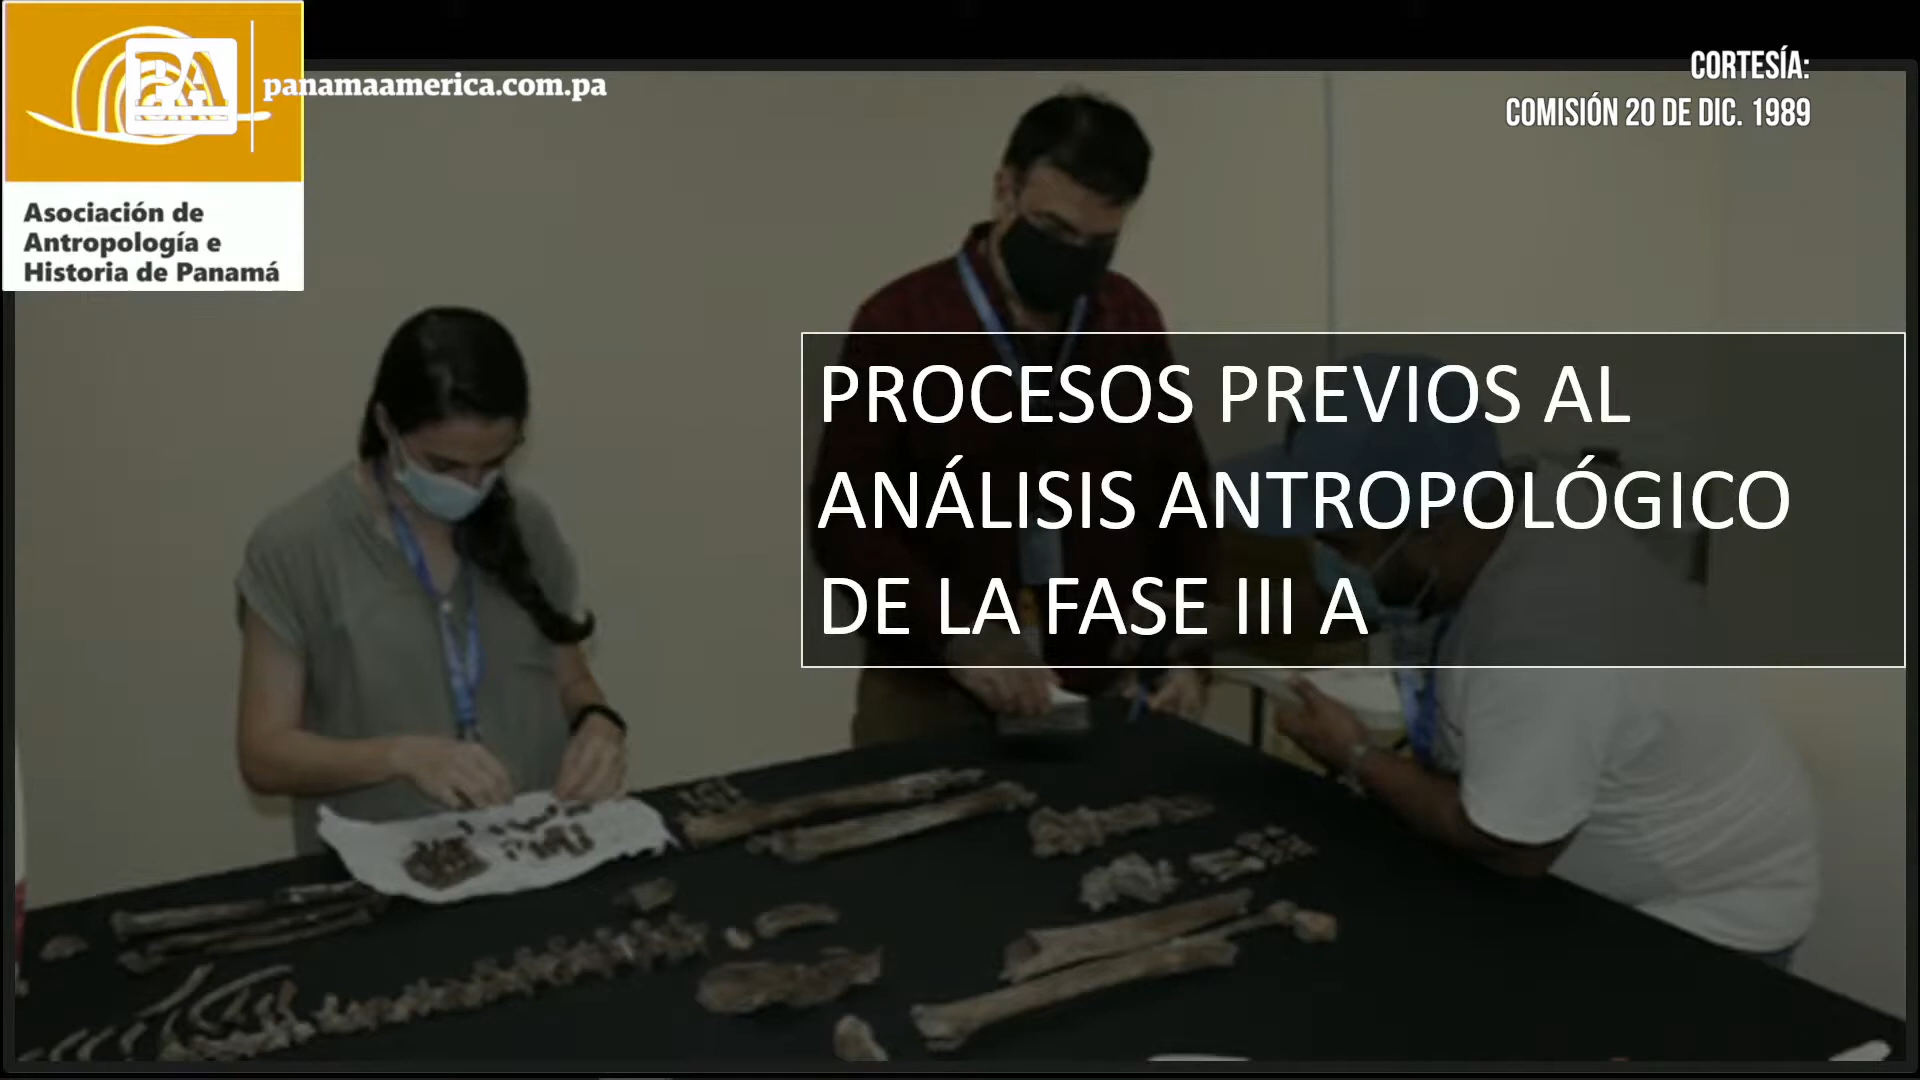 PA
panamaamerica.com.pa
CORTESÍA:
COMISIÓN 20 DE DIC. 1989
Asociación de
Antropología e
Historia de Panamá
PROCESOS PREVIOS AL
ANÁLISIS ANTROPOLÓGICO
DE LA FASE III A